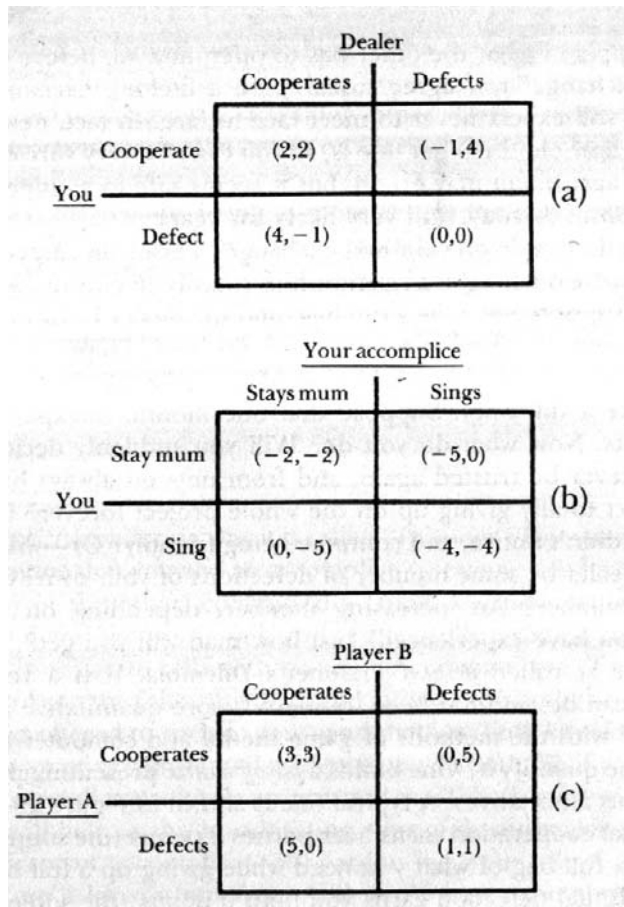 Dealer
Cooperates Defects
Cooperate (2,2) (−1,4)
You (a)
Defect (4,−1) (0,0)
Your accomplice
Stays mum Sings
Stay mum (−2,−2) (−5,0)
You (b)
Sing (0,−5) (−4,−4)
Player B
Cooperates Defects
Cooperates (3,3) (0,5)
Player A (c)
Defects (5,0) (1,1)